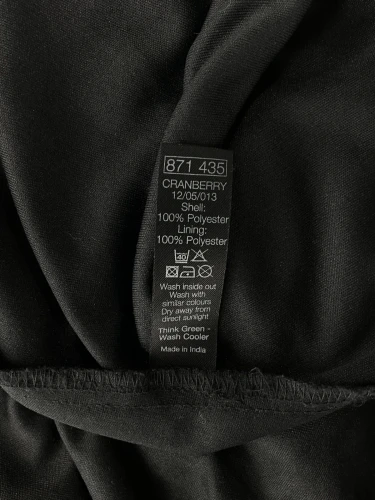 871 435
CRANBERRY
12/05/013
Shell:
100% Polyester
Lining:
100% Polyester
40
Wash inside out
Wash with
similar colours
Dry away from
direct sunlight
Think Green -
Wash Cooler
Made in India